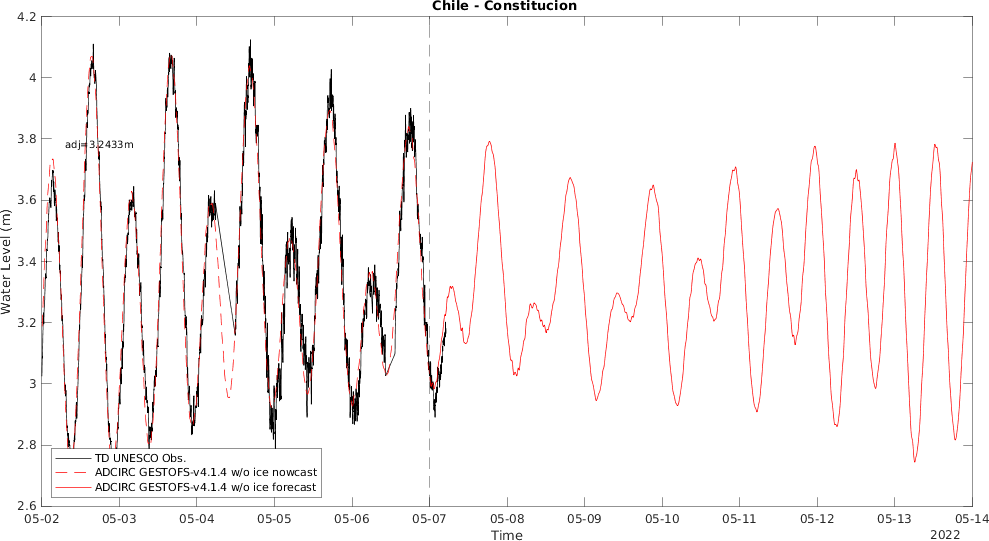 Chile - Constitucion
4.2
4
3.8
3.6
3.4
3.2
3
2.8
2.6
Water Level (m)
adj=3.2433m
TD UNESCO Obs.
ADCIRC GESTOFS-v4.1.4 w/o ice nowcast
ADCIRC GESTOFS-v4.1.4 w/o ice forecast
05-02 05-03 05-04 05-05 05-06 05-07 05-08 05-09 05-10 05-11 05-12 05-13 05-14
Time
2022